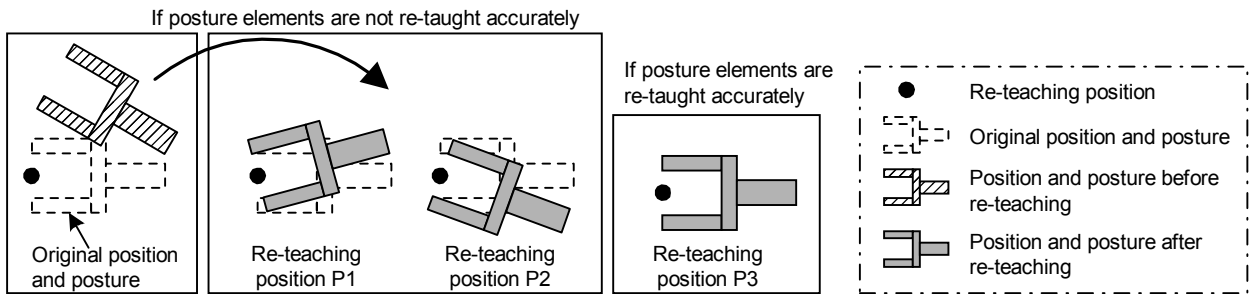 If posture elements are not re-taught accurately
Original position
and posture
Re-teaching
position P1
Re-teaching
position P2
If posture elements are
re-taught accurately
Re-teaching
position P3
Re-teaching position
Original position and posture
Position and posture before
re-teaching
Position and posture after
re-teaching